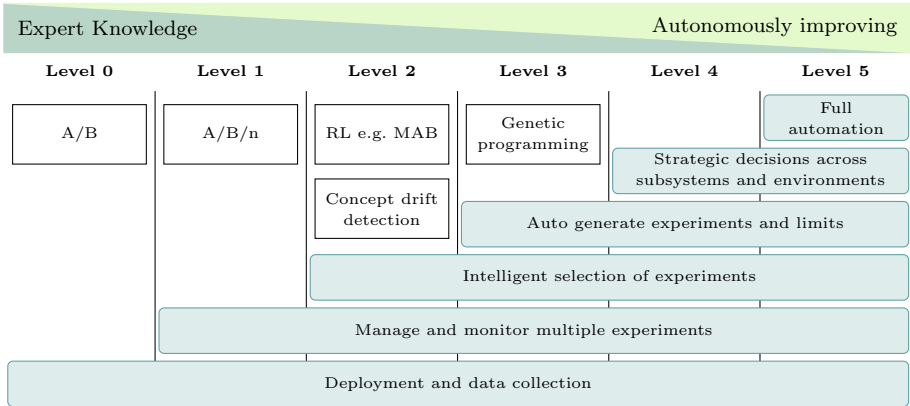 Expert Knowledge
Autonomously improving
Level 0
Level 1
Level 2
Level 3
Level 4
Level 5
A/B
A/B/n
RL e.g. MAB
Genetic
programming
Full
automation
Strategic decisions across
subsystems and environments
Concept drift
detection
Auto generate experiments and limits
Intelligent selection of experiments
Manage and monitor multiple experiments
Deployment and data collection